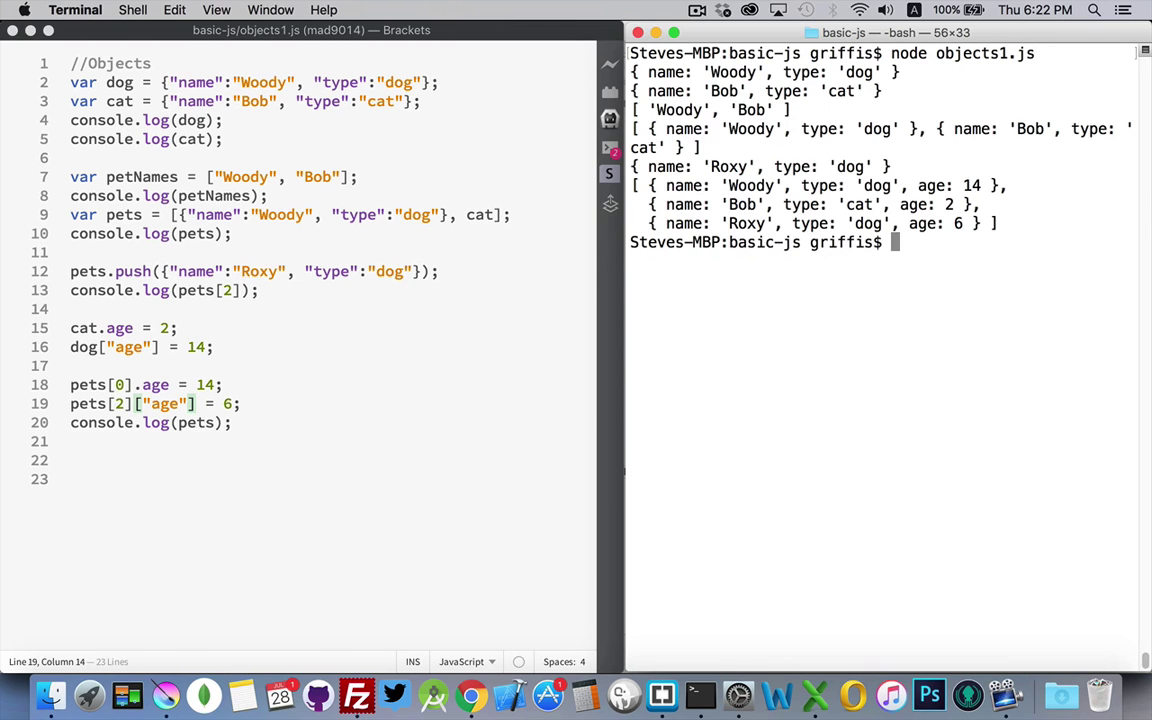 Terminal Shell Edit View Window Help 100% Thu 6:22 PM
basic-js/objects1.js (mad9014) — Brackets
1 //Objects
2 var dog = {"name":"Woody", "type":"dog"};
3 var cat = {"name":"Bob", "type":"cat"};
4 console.log(dog);
5 console.log(cat);
6
7 var petNames = ["Woody", "Bob"];
8 console.log(petNames);
9 var pets = [{"name":"Woody", "type":"dog"}, cat];
10 console.log(pets);
11
12 pets.push({"name":"Roxy", "type":"dog"});
13 console.log(pets[2]);
14
15 cat.age = 2;
16 dog["age"] = 14;
17
18 pets[0].age = 14;
19 pets[2]["age"] = 6;
20 console.log(pets);
21
22
23
Line 19, Column 14 — 23 Lines INS JavaScript Spaces: 4
2
S
basic-js — -bash — 56×33
Steves-MBP:basic-js griffis$ node objects1.js
{ name: 'Woody', type: 'dog' }
{ name: 'Bob', type: 'cat' }
[ 'Woody', 'Bob' ]
[ { name: 'Woody', type: 'dog' }, { name: 'Bob', type: '
cat' } ]
{ name: 'Roxy', type: 'dog' }
[ { name: 'Woody', type: 'dog', age: 14 },
{ name: 'Bob', type: 'cat', age: 2 },
{ name: 'Roxy', type: 'dog', age: 6 } ]
Steves-MBP:basic-js griffis$
28 1 Fz 1 W X Ps